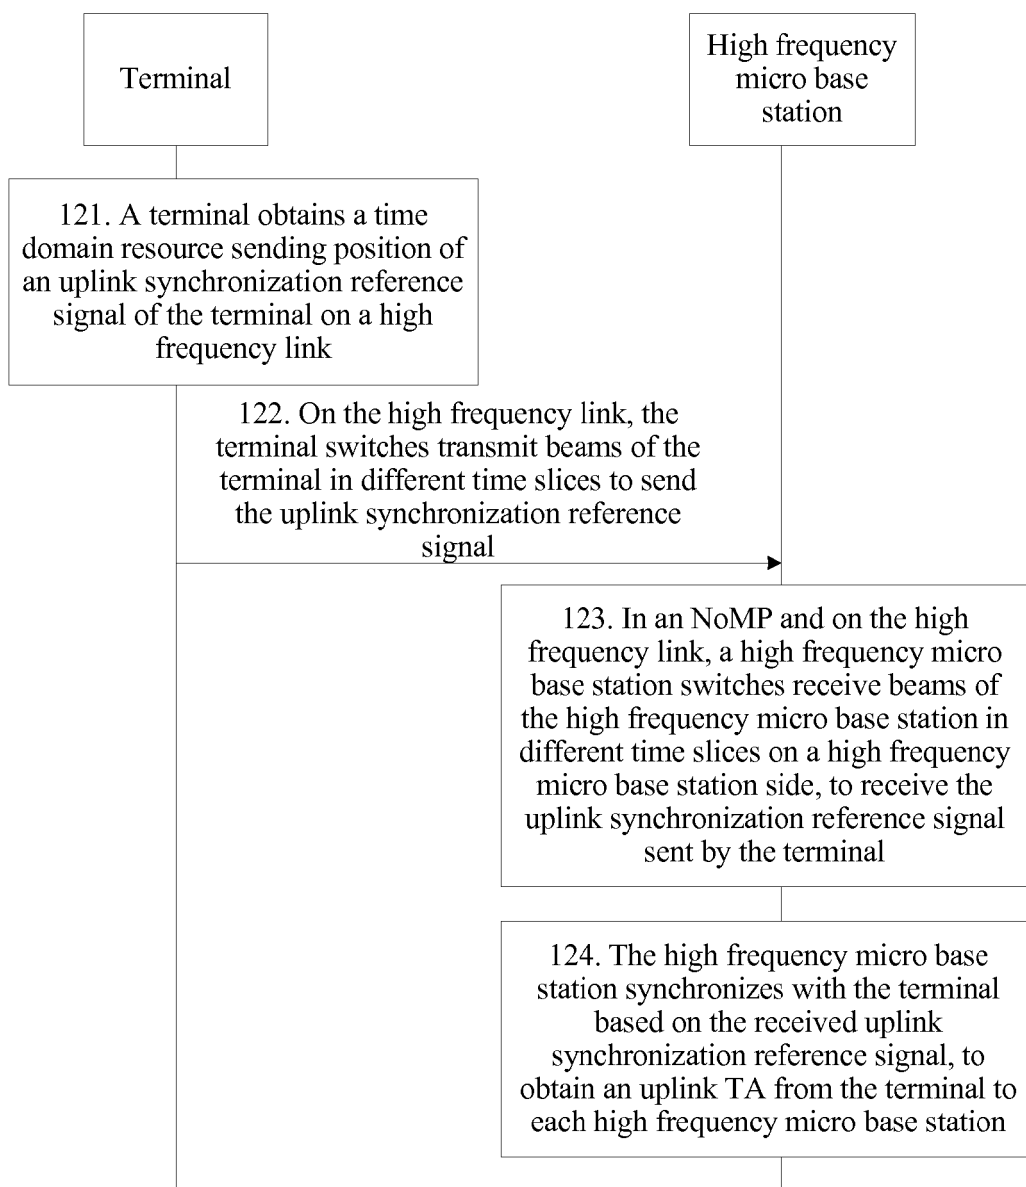 Terminal
High frequency
micro base
station
121. A terminal obtains a time
domain resource sending position of
an uplink synchronization reference
signal of the terminal on a high
frequency link
122. On the high frequency link, the
terminal switches transmit beams of the
terminal in different time slices to send
the uplink synchronization reference
signal
123. In an NoMP and on the high
frequency link, a high frequency micro
base station switches receive beams of
the high frequency micro base station in
different time slices on a high frequency
micro base station side, to receive the
uplink synchronization reference signal
sent by the terminal
124. The high frequency micro base
station synchronizes with the terminal
based on the received uplink
synchronization reference signal, to
obtain an uplink TA from the terminal to
each high frequency micro base station